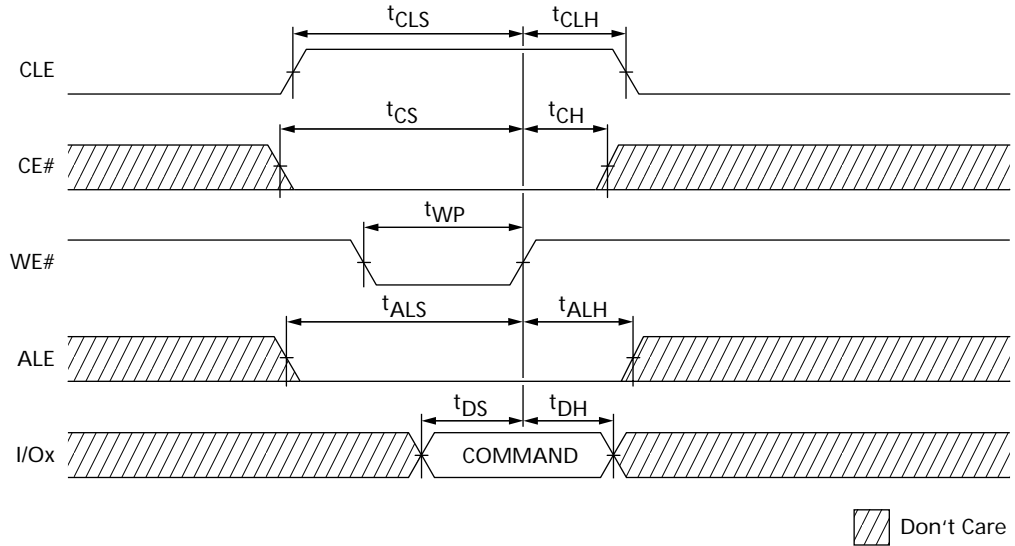 tCLS tCLH
CLE
tCS tCH
CE#
tWP
WE#
tALS tALH
ALE
tDS tDH
I/Ox COMMAND
Don't Care